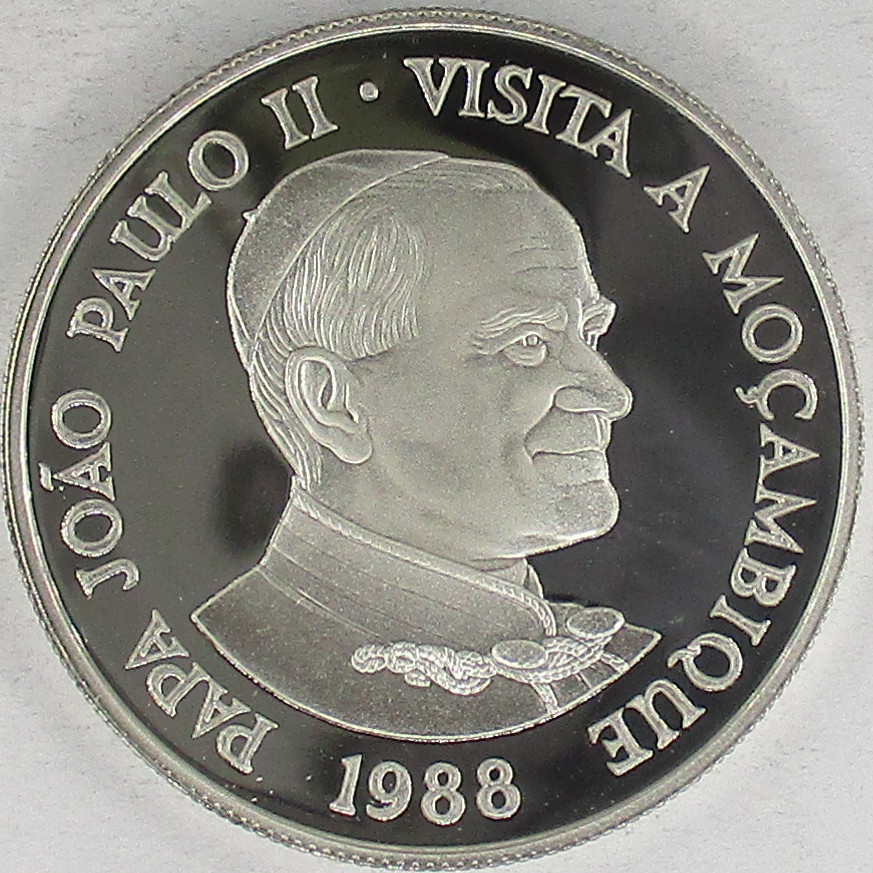 PAPA JOÃO PAULO II · VISITA A MOÇAMBIQUE
1988